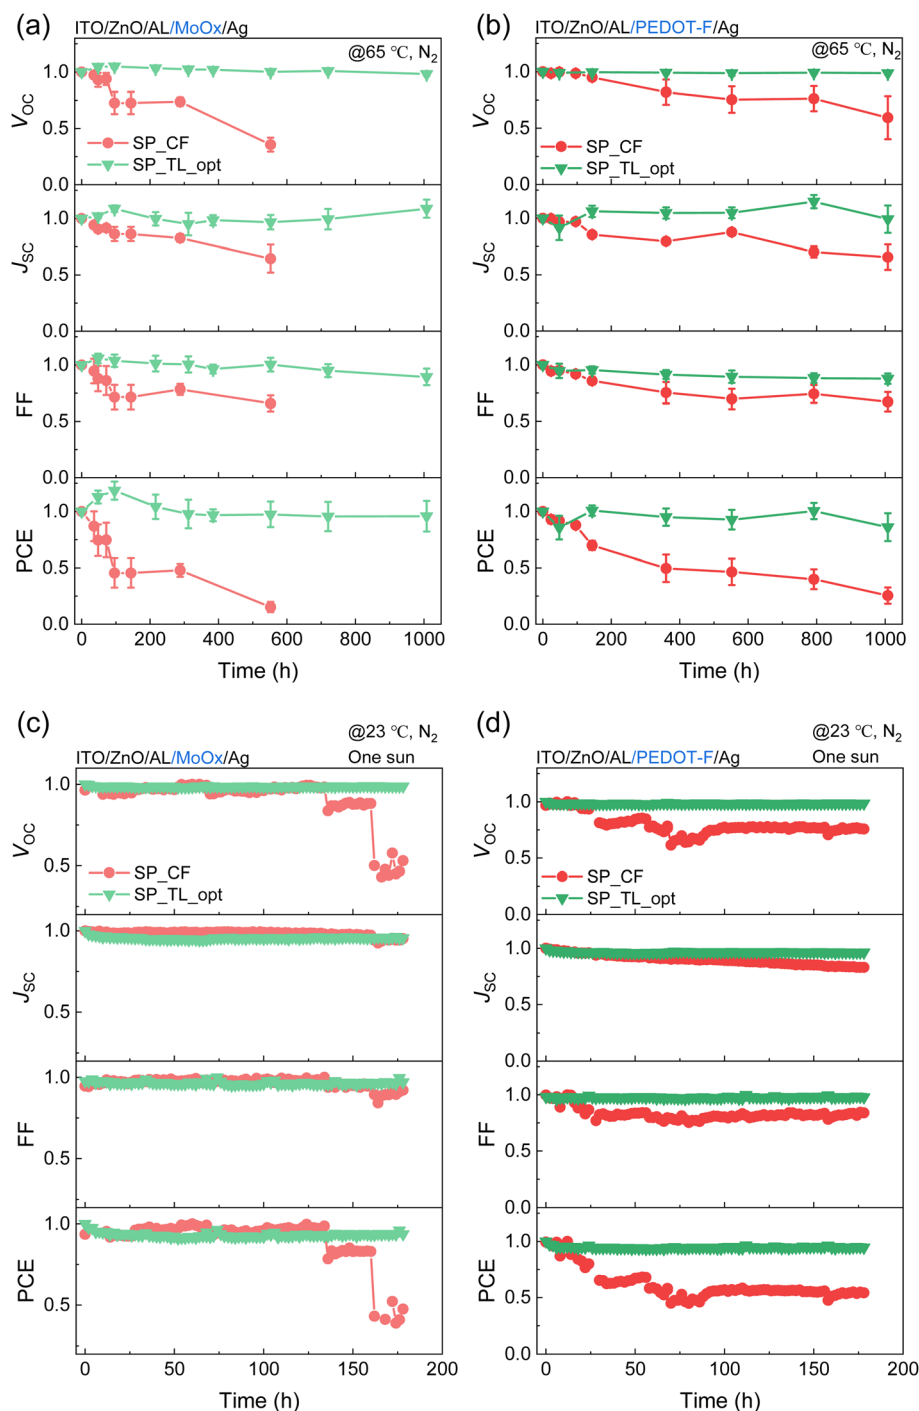 (a)
ITO/ZnO/AL/MoOx/Ag
@65 ℃, N2
VOC
1.0
0.5
0.0
SP_CF
SP_TL_opt
JSC
1.0
0.5
0.0
FF
1.0
0.5
0.0
PCE
1.0
0.5
0.0
0 200 400 600 800 1000
Time (h)
(b)
ITO/ZnO/AL/PEDOT-F/Ag
@65 ℃, N2
VOC
1.0
0.5
0.0
SP_CF
SP_TL_opt
JSC
1.0
0.5
0.0
FF
1.0
0.5
0.0
PCE
1.0
0.5
0.0
0 200 400 600 800 1000
Time (h)
(c)
@23 ℃, N2
ITO/ZnO/AL/MoOx/Ag One sun
VOC
1.0
0.5
SP_CF
SP_TL_opt
JSC
1.0
0.5
FF
1.0
0.5
PCE
1.0
0.5
0 50 100 150 200
Time (h)
(d)
@23 ℃, N2
ITO/ZnO/AL/PEDOT-F/Ag One sun
VOC
1.0
0.5
0.0
SP_CF
SP_TL_opt
JSC
1.0
0.5
0.0
FF
1.0
0.5
0.0
PCE
1.0
0.5
0.0
0 50 100 150 200
Time (h)